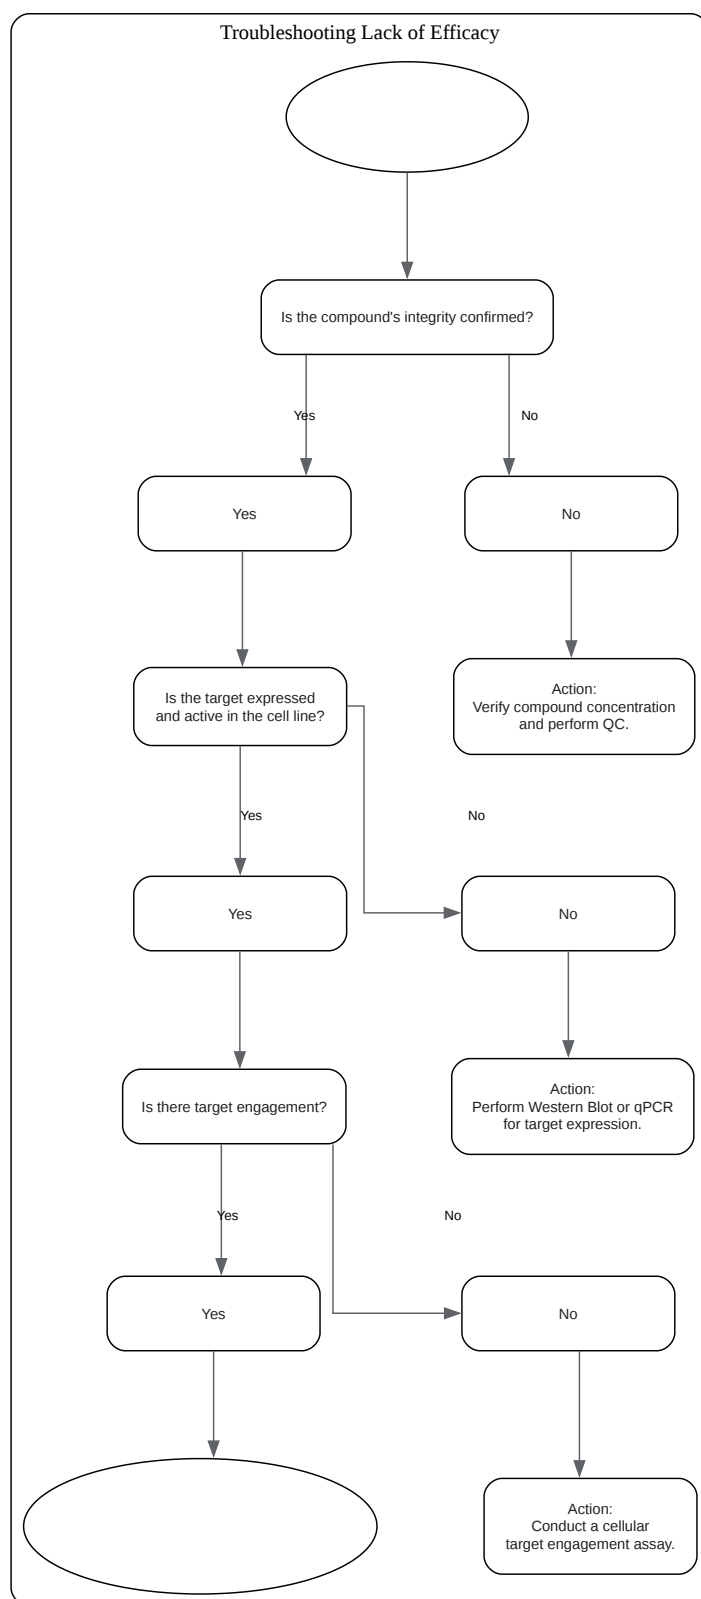 Troubleshooting Lack of Efficacy
Is the compound's integrity confirmed?
Yes
No
Yes
No
Is the target expressed
and active in the cell line?
Action:
Verify compound concentration
and perform QC.
Yes
No
Yes
No
Is there target engagement?
Action:
Perform Western Blot or qPCR
for target expression.
Yes
No
Yes
No
Action:
Conduct a cellular
target engagement assay.